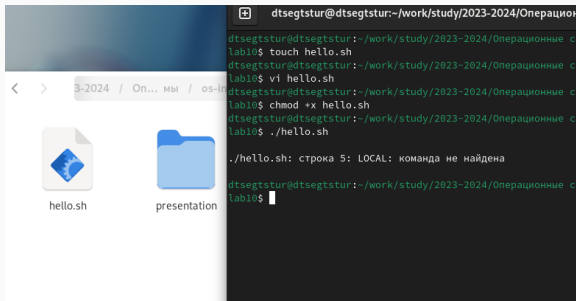 dtsegtstur@dtsegtstur:~/work/study/2023-2024/Операцион
3-2024 / Оп... мы / os-in
hello.sh
presentation
dtsegtstur@dtsegtstur:~/work/study/2023-2024/Операционные с
lab10$ touch hello.sh
dtsegtstur@dtsegtstur:~/work/study/2023-2024/Операционные с
lab10$ vi hello.sh
dtsegtstur@dtsegtstur:~/work/study/2023-2024/Операционные с
lab10$ chmod +x hello.sh
dtsegtstur@dtsegtstur:~/work/study/2023-2024/Операционные с
lab10$ ./hello.sh
./hello.sh: строка 5: LOCAL: команда не найдена
dtsegtstur@dtsegtstur:~/work/study/2023-2024/Операционные с
lab10$